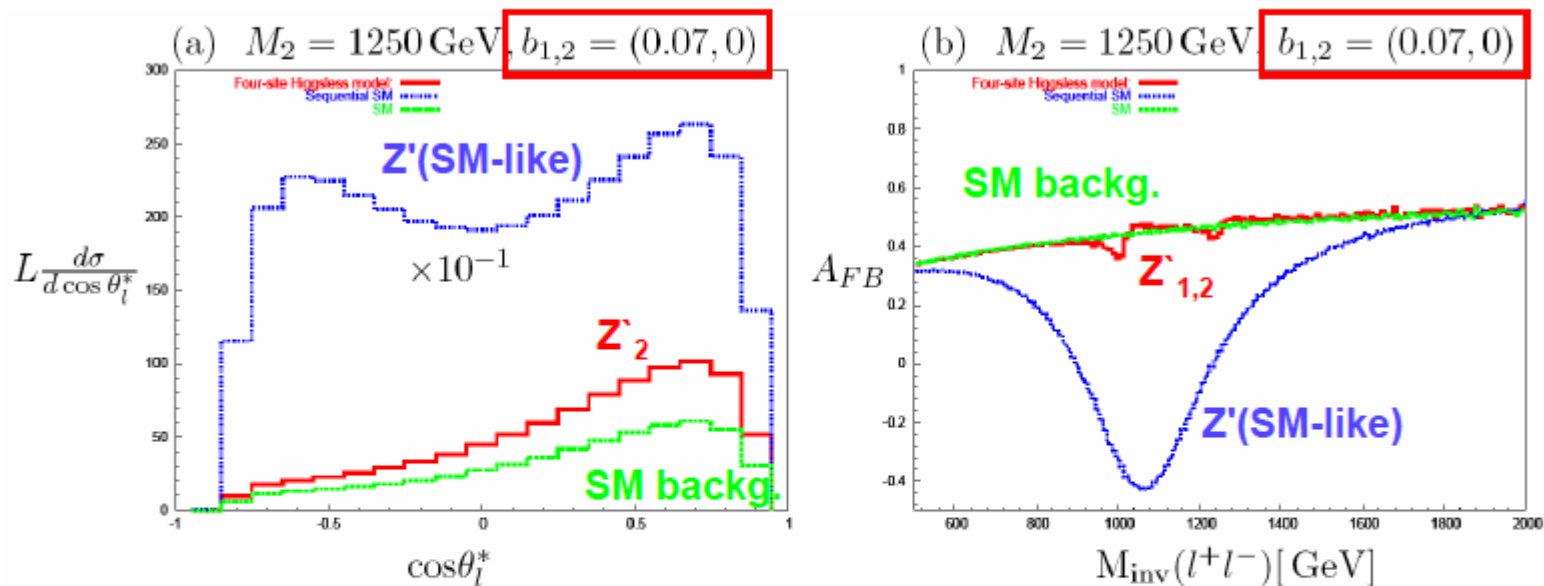 (a) M₂ = 1250 GeV, b₁,₂ = (0.07, 0)
Four-site Higgsless model:
Sequential SM
SM
300
250
200
150
100
50
0
-1
-0.5
0
0.5
1
Z'(SM-like)
×10⁻¹
Z`₂
SM backg.
L dσ/d cos θ*ₗ
cosθ*ₗ
(b) M₂ = 1250 GeV, b₁,₂ = (0.07, 0)
Four-site Higgsless model:
Sequential SM
SM
1
0.8
0.6
0.4
0.2
0
-0.2
-0.4
600
800
1000
1200
1400
1600
1800
2000
SM backg.
Z`₁,₂
Z'(SM-like)
A_FB
M_inv(l⁺l⁻)[GeV]